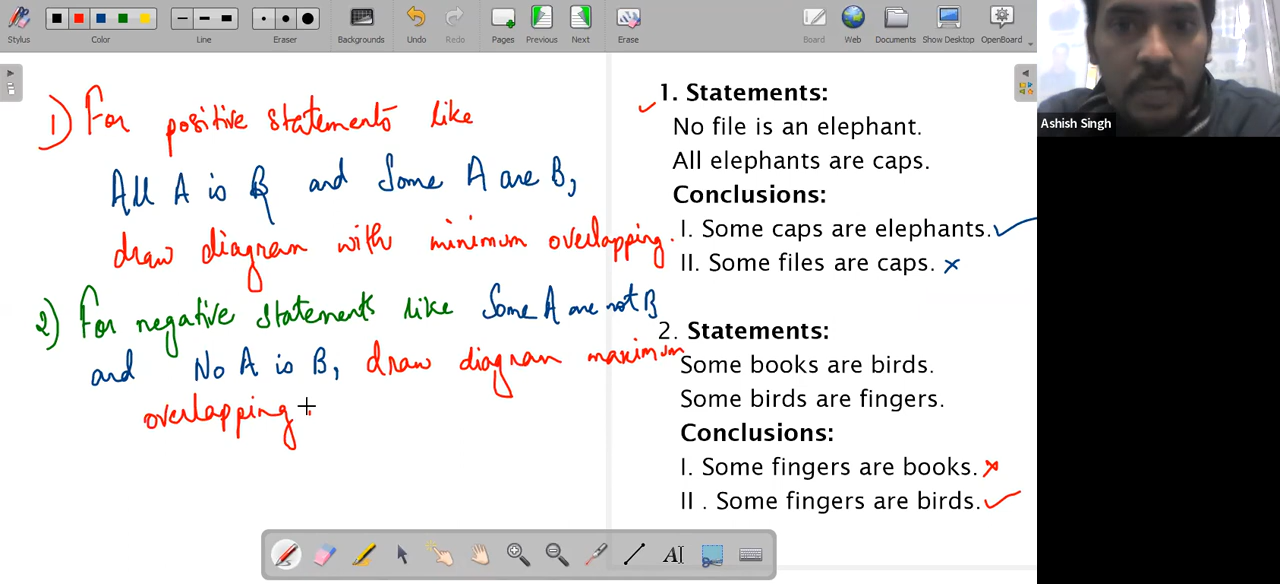 Stylus
Color
Line
Eraser
Backgrounds
Undo
Redo
Pages
Previous
Next
Erase
Board
Web
Documents
Show Desktop
OpenBoard
Ashish Singh
1) For positive statements like
All A is B and Some A are B,
draw diagram with minimum overlapping.
2) For negative statements like Some A are not B
and No A is B, draw diagram maximum
overlapping
1. Statements:
No file is an elephant.
All elephants are caps.
Conclusions:
I. Some caps are elephants.
II. Some files are caps.
2. Statements:
Some books are birds.
Some birds are fingers.
Conclusions:
I. Some fingers are books.
II . Some fingers are birds.